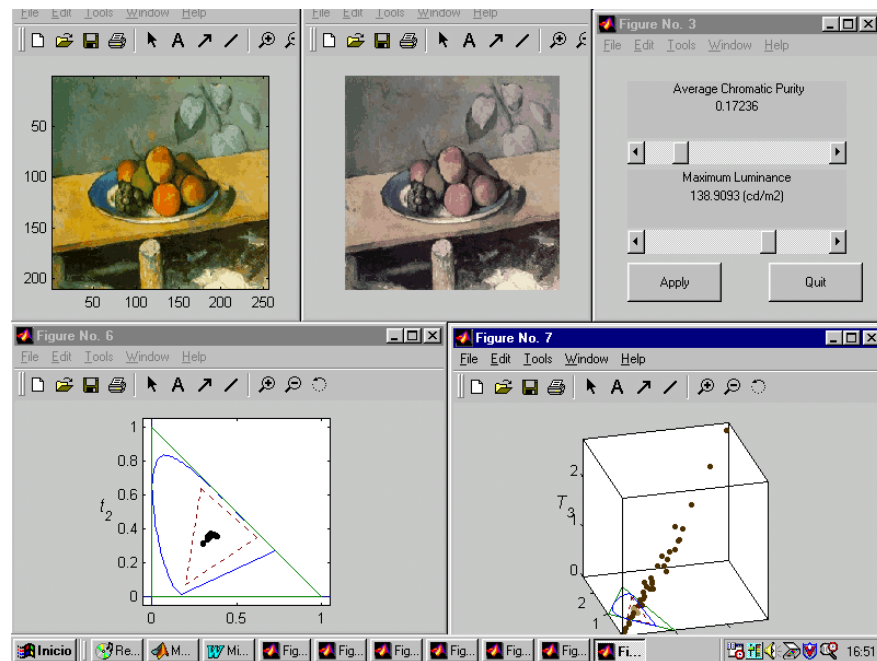 File Edit Tools Window Help
File Edit Tools Window Help
Figure No. 3
File Edit Tools Window Help
A
A
50
100
150
200
50 100 150 200 250
Average Chromatic Purity
0.17236
Maximum Luminance
138.9093 (cd/m2)
Apply Quit
Figure No. 6
File Edit Tools Window Help
A
1
0.8
0.6
0.4
0.2
0
t2
0 0.5 1
Figure No. 7
File Edit Tools Window Help
A
2
T3
1
0
2
1
Inicio Re... M... Mi... Fig... Fig... Fig... Fig... Fig... Fig... Fi... 16:51